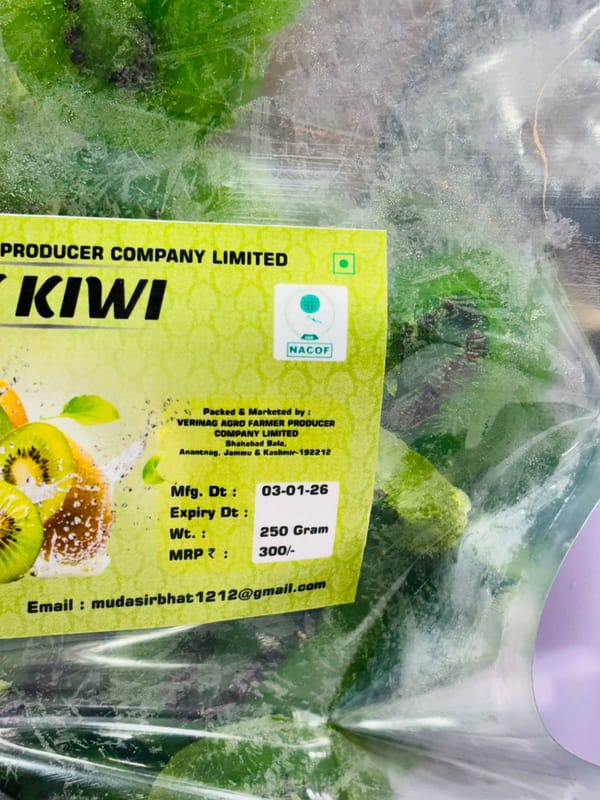 PRODUCER COMPANY LIMITED
KIWI
NACOF
Packed & Marketed by :
VERINAG AGRO FARMER PRODUCER
COMPANY LIMITED
Shahabad Bala,
Anantnag, Jammu & Kashmir-192212
Mfg. Dt : 03-01-26
Expiry Dt :
Wt. : 250 Gram
MRP ₹ : 300/-
Email : mudasirbhat1212@gmail.com